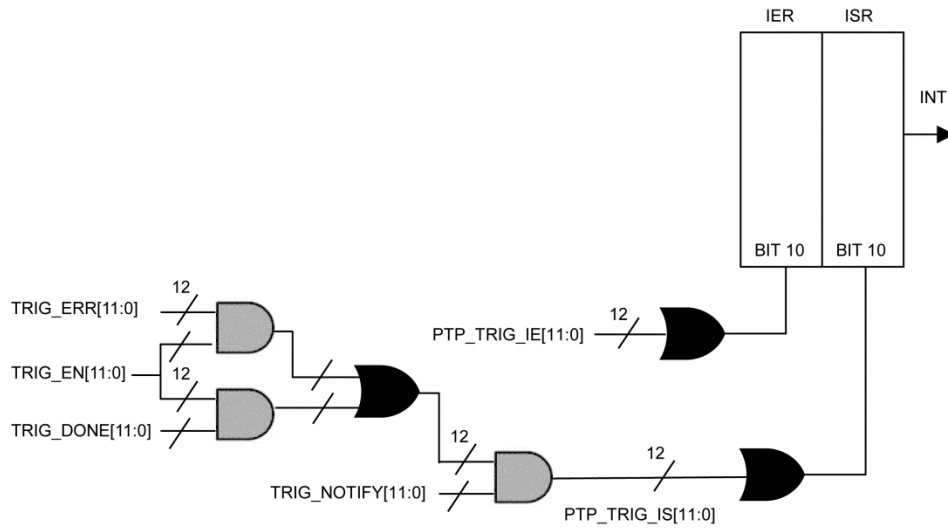 IER ISR
INT
BIT 10 BIT 10
12
TRIG_ERR[11:0]
12
PTP_TRIG_IE[11:0]
TRIG_EN[11:0]
12
TRIG_DONE[11:0]
12
12
TRIG_NOTIFY[11:0]
PTP_TRIG_IS[11:0]